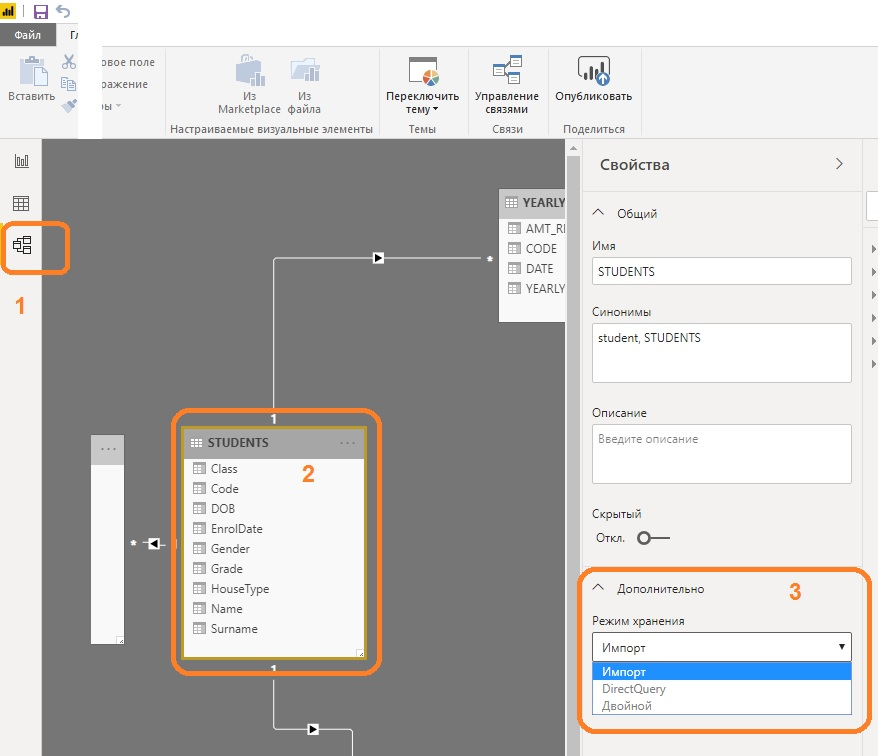 Файл
Вставить
овое поле
ражение
ры
Из
Marketplace
Из
файла
Настраиваемые визуальные элементы
Переключить
тему
Темы
Управление
связями
Связи
Опубликовать
Поделиться
1
YEARLY
CODE
DATE
YEARLY
*
1
STUDENTS
...
Class
Code
DOB
EnrolDate
Gender
Grade
HouseType
Name
Surname
2
...
*
1
Свойства
Общий
Имя
STUDENTS
Синонимы
student, STUDENTS
Описание
Введите описание
Скрытый
Откл.
Дополнительно
3
Режим хранения
Импорт
Импорт
DirectQuery
Двойной